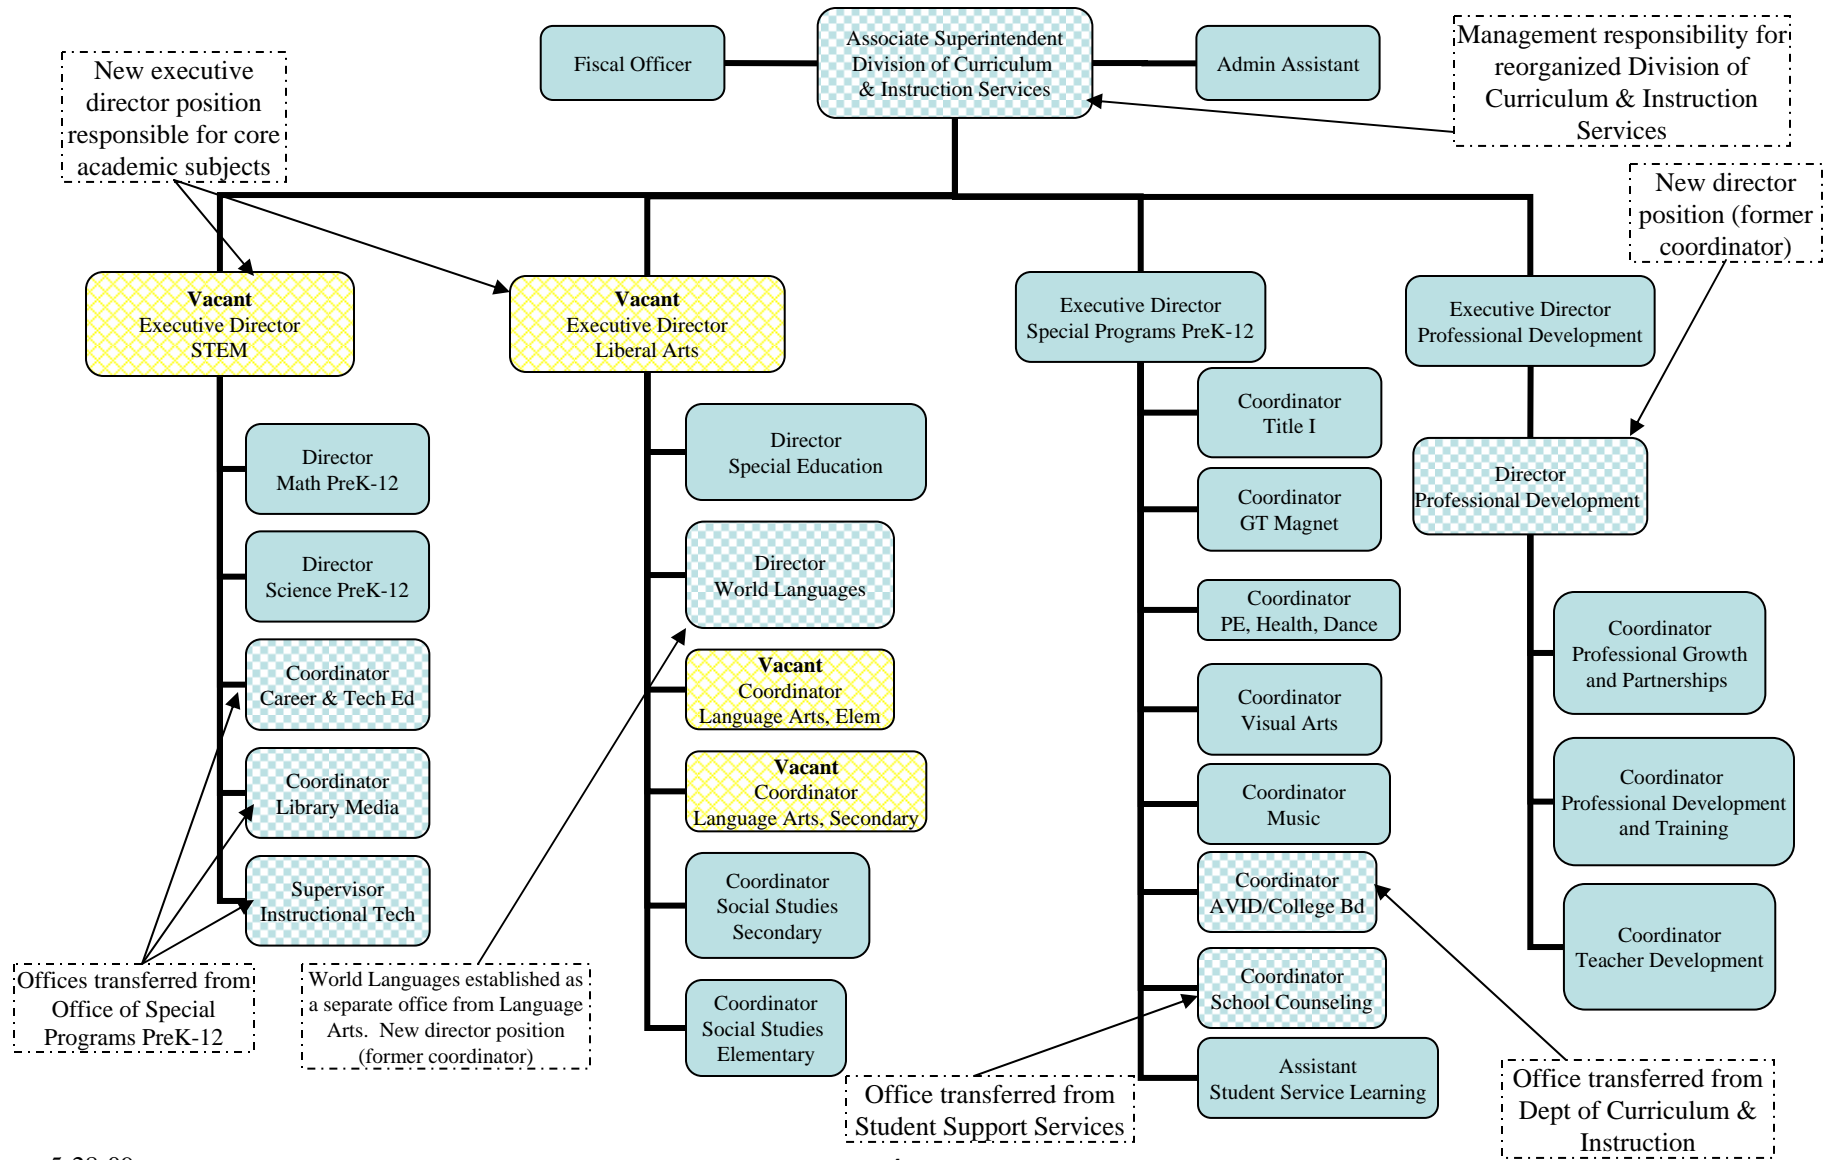 Fiscal Officer
Associate Superintendent
Division of Curriculum
& Instruction Services
Admin Assistant
Management responsibility for
reorganized Division of
Curriculum & Instruction
Services
New executive
director position
responsible for core
academic subjects
New director
position (former
coordinator)
Vacant
Executive Director
STEM
Vacant
Executive Director
Liberal Arts
Executive Director
Special Programs PreK-12
Executive Director
Professional Development
Director
Math PreK-12
Director
Science PreK-12
Coordinator
Career & Tech Ed
Coordinator
Library Media
Supervisor
Instructional Tech
Offices transferred from
Office of Special
Programs PreK-12
Director
Special Education
Director
World Languages
Vacant
Coordinator
Language Arts, Elem
Vacant
Coordinator
Language Arts, Secondary
Coordinator
Social Studies
Secondary
Coordinator
Social Studies
Elementary
World Languages established as
a separate office from Language
Arts. New director position
(former coordinator)
Coordinator
Title I
Coordinator
GT Magnet
Coordinator
PE, Health, Dance
Coordinator
Visual Arts
Coordinator
Music
Coordinator
AVID/College Bd
Coordinator
School Counseling
Assistant
Student Service Learning
Office transferred from
Student Support Services
Director
Professional Development
Coordinator
Professional Growth
and Partnerships
Coordinator
Professional Development
and Training
Coordinator
Teacher Development
Office transferred from
Dept of Curriculum &
Instruction